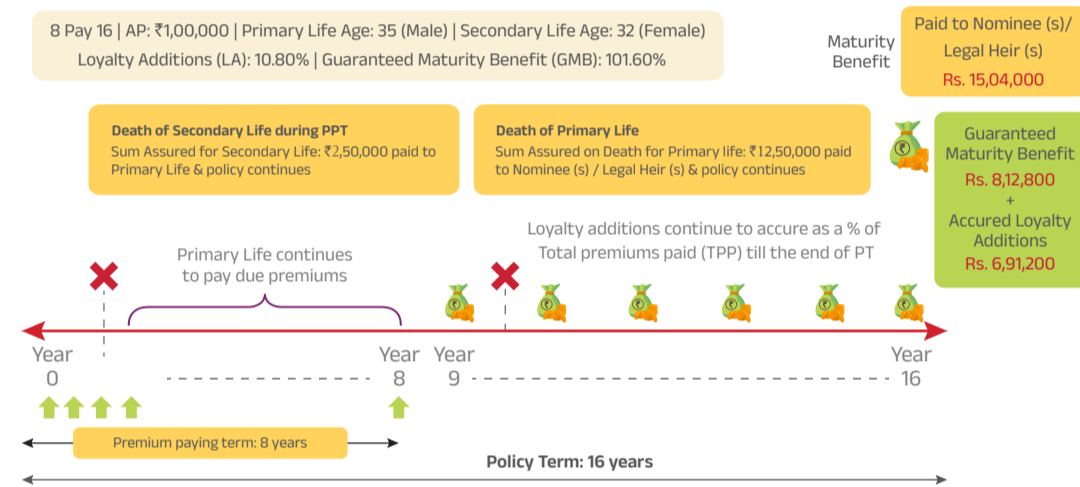 8 Pay 16 | AP: ₹1,00,000 | Primary Life Age: 35 (Male) | Secondary Life Age: 32 (Female)
Loyalty Additions (LA): 10.80% | Guaranteed Maturity Benefit (GMB): 101.60%
Maturity
Benefit
Paid to Nominee (s)/
Legal Heir (s)
Rs. 15,04,000
Death of Secondary Life during PPT
Sum Assured for Secondary Life: ₹2,50,000 paid to
Primary Life & policy continues
Death of Primary Life
Sum Assured on Death for Primary life: ₹12,50,000 paid
to Nominee (s) / Legal Heir (s) & policy continues
Guaranteed
Maturity Benefit
Rs. 8,12,800
+
Accured Loyalty
Additions
Rs. 6,91,200
Primary Life continues
to pay due premiums
Loyalty additions continue to accure as a % of
Total premiums paid (TPP) till the end of PT
Year
0
Year
8
Year
9
Year
16
Premium paying term: 8 years
Policy Term: 16 years